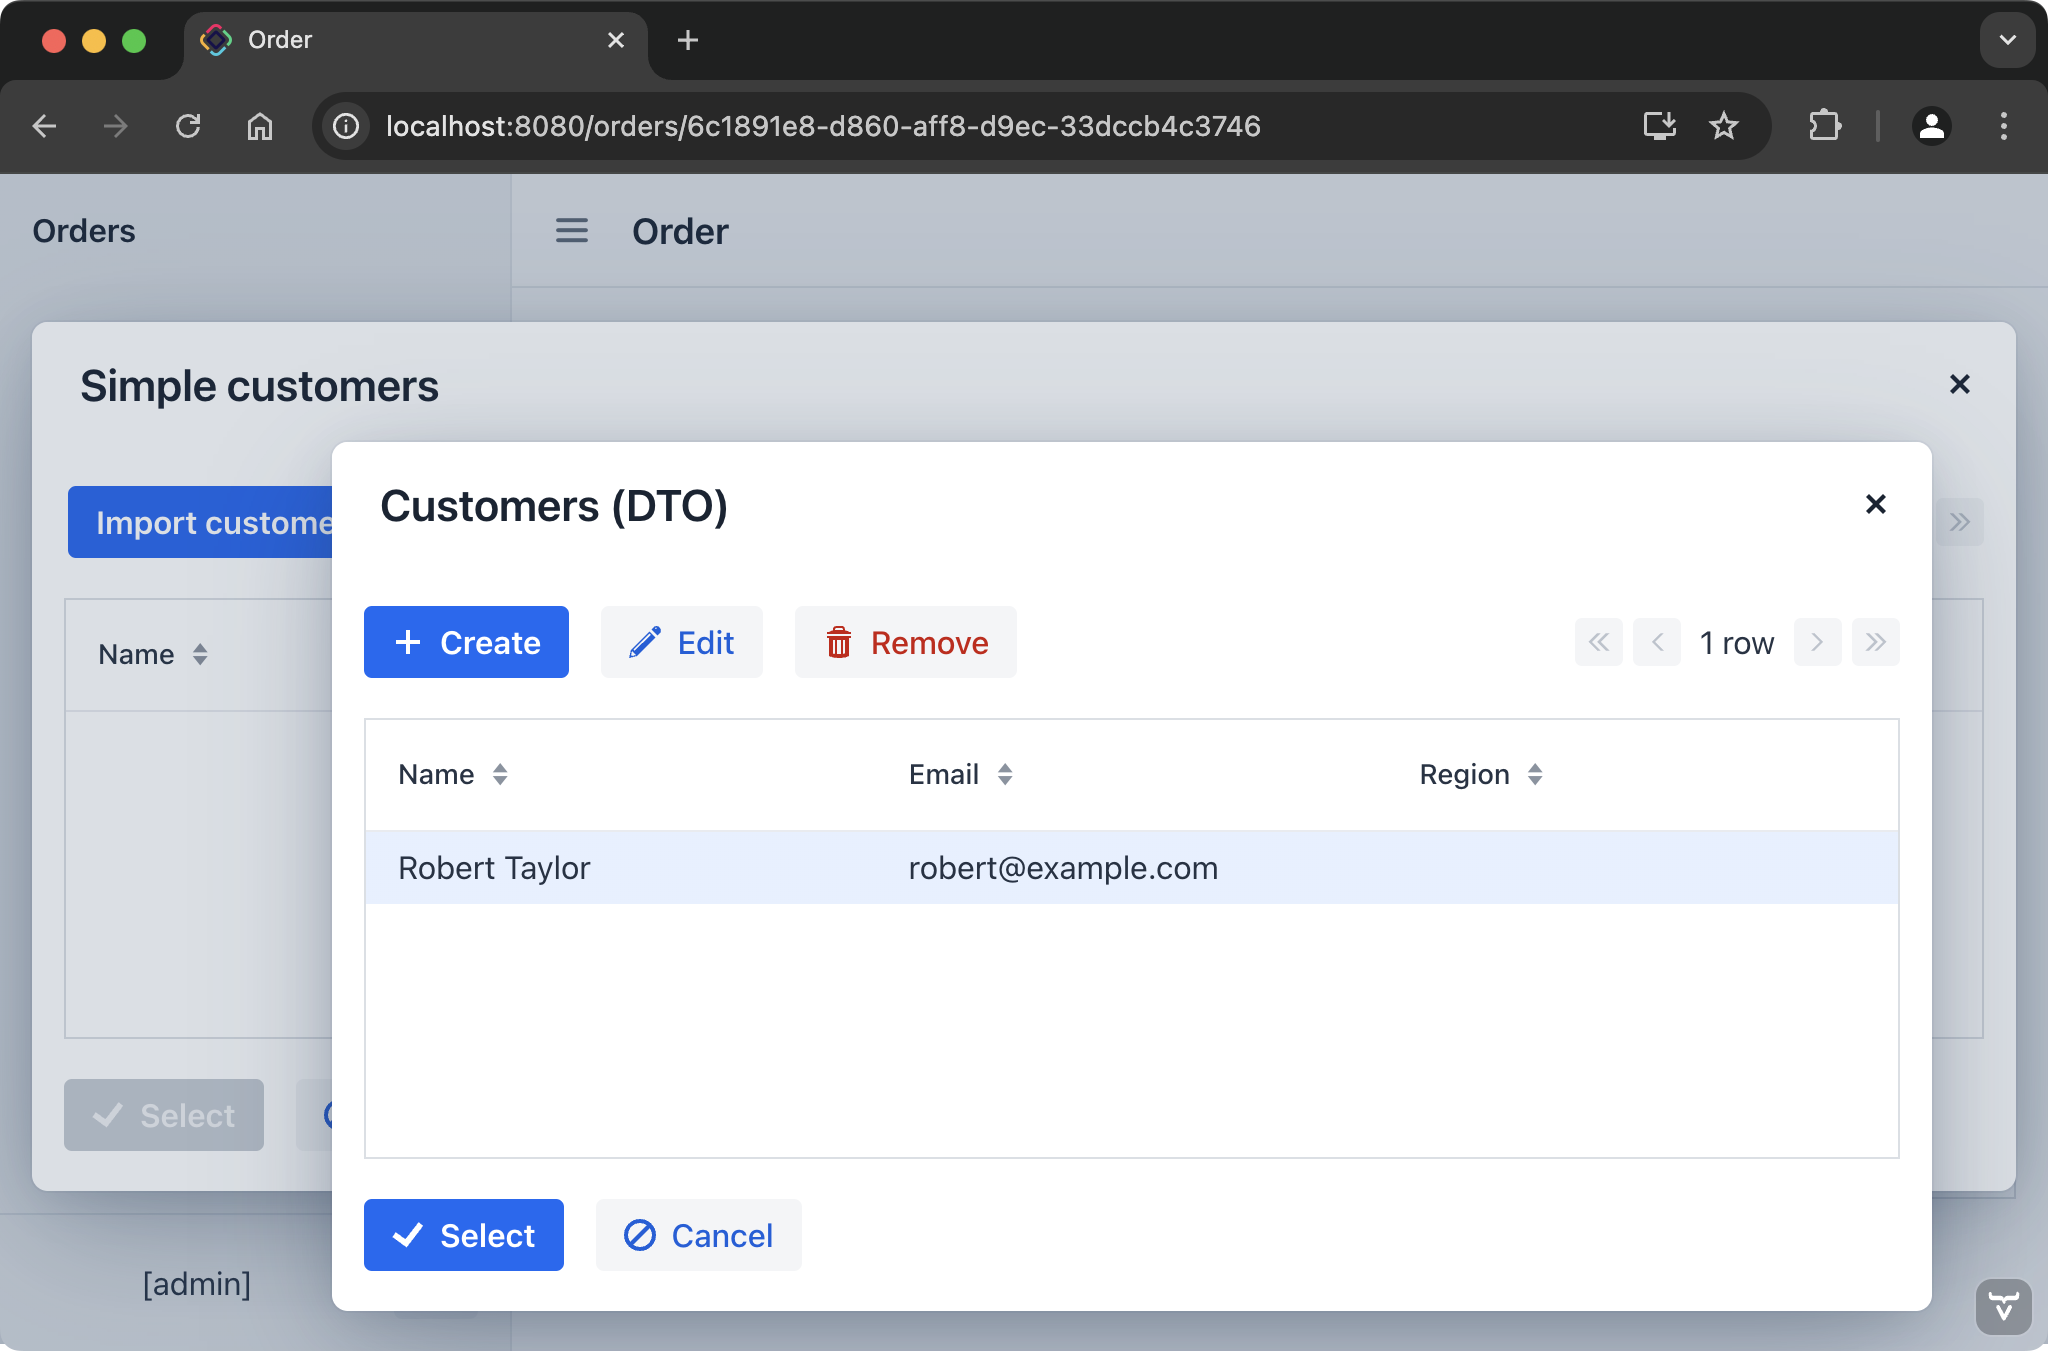 Order
localhost:8080/orders/6c1891e8-d860-aff8-d9ec-33dccb4c3746
Orders
Order
Simple customers
Import custome
Customers (DTO)
Create Edit Remove 1 row
Name
Name Email Region
Robert Taylor robert@example.com
Select
Select Cancel
[admin]